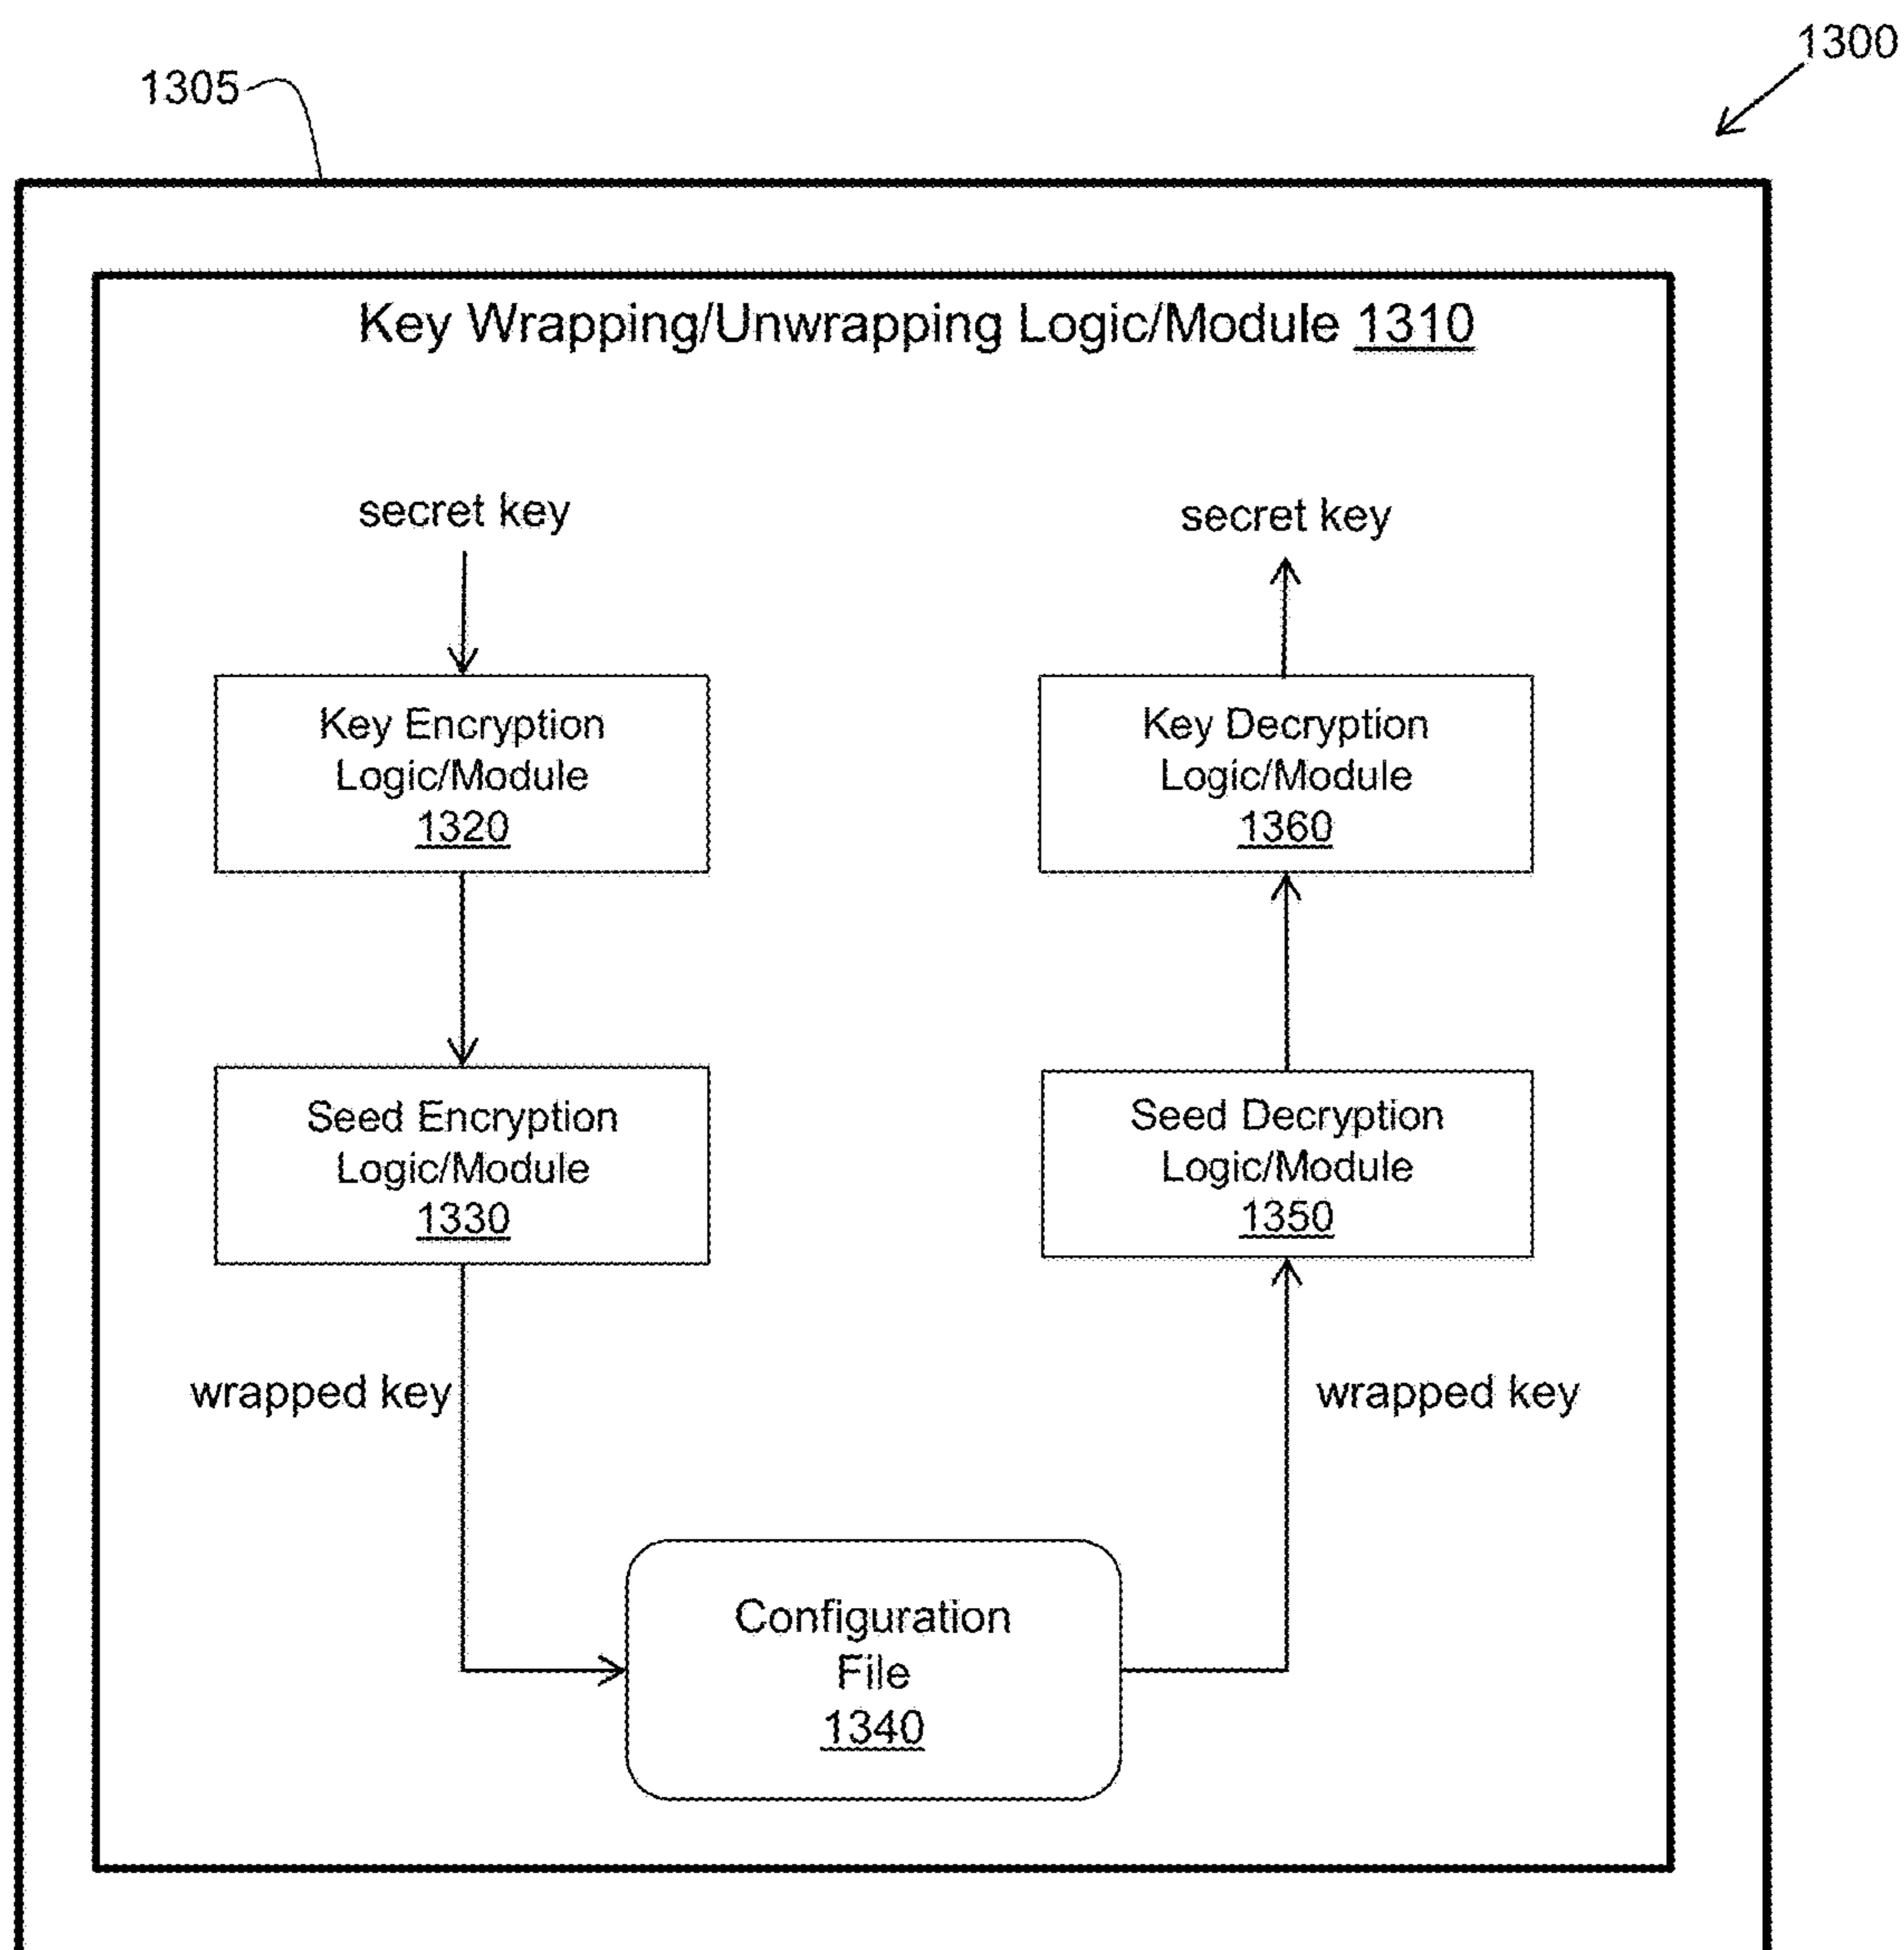 1300
1305
Key Wrapping/Unwrapping Logic/Module 1310
secret key
secret key
Key Encryption
Logic/Module
1320
Key Decryption
Logic/Module
1360
Seed Encryption
Logic/Module
1330
Seed Decryption
Logic/Module
1350
wrapped key
wrapped key
Configuration
File
1340